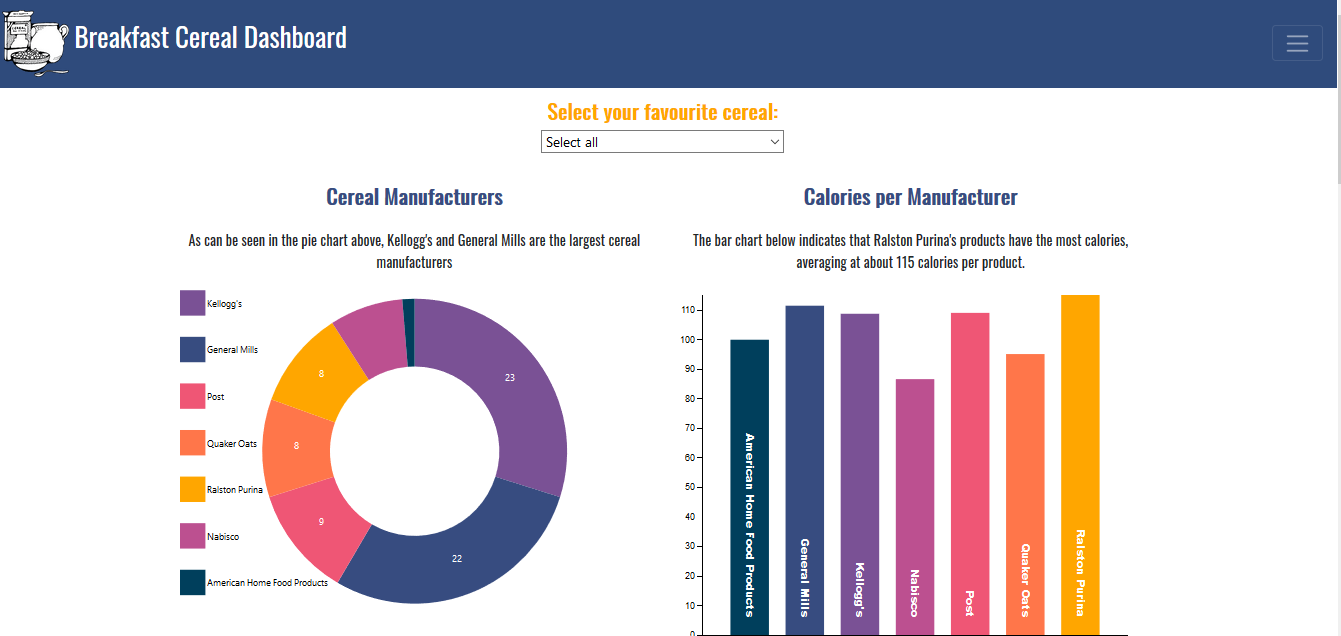 Breakfast Cereal Dashboard
Select your favourite cereal:
Select all
Cereal Manufacturers
As can be seen in the pie chart above, Kellogg's and General Mills are the largest cereal
manufacturers
Kellogg's
General Mills
Post
Quaker Oats
Ralston Purina
Nabisco
American Home Food Products
23
22
9
8
8
Calories per Manufacturer
The bar chart below indicates that Ralston Purina's products have the most calories,
averaging at about 115 calories per product.
110
100
90
80
70
60
50
40
30
20
10
0
American Home Food Products
General Mills
Kellogg's
Nabisco
Post
Quaker Oats
Ralston Purina